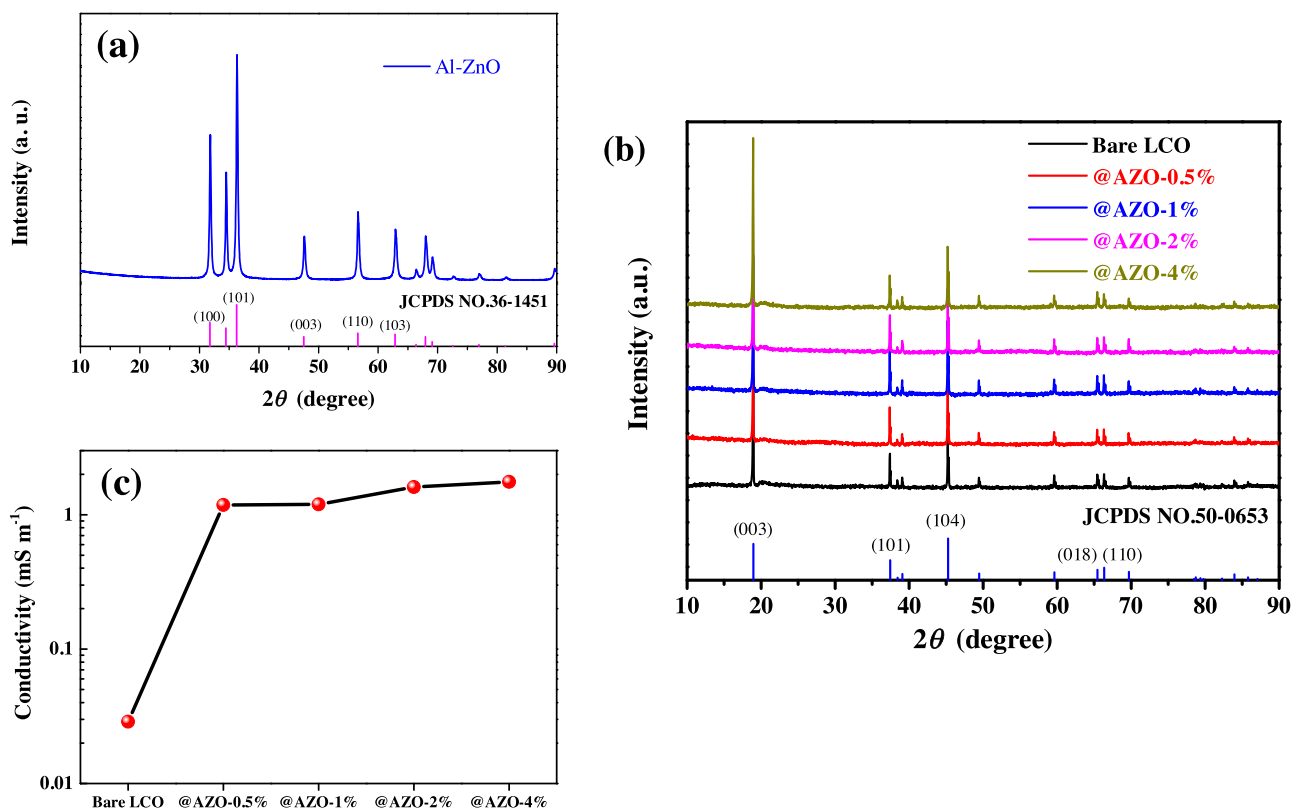 (a)
Al-ZnO
Intensity (a. u.)
JCPDS NO.36-1451
(100)
(101)
(003)
(110)
(103)
10 20 30 40 50 60 70 80 90
2θ (degree)
(b)
Bare LCO
@AZO-0.5%
@AZO-1%
@AZO-2%
@AZO-4%
Intensity (a.u.)
JCPDS NO.50-0653
(003)
(101)
(104)
(018)
(110)
10 20 30 40 50 60 70 80 90
2θ (degree)
(c)
Conductivity (mS m⁻¹)
1
0.1
0.01
Bare LCO @AZO-0.5% @AZO-1% @AZO-2% @AZO-4%